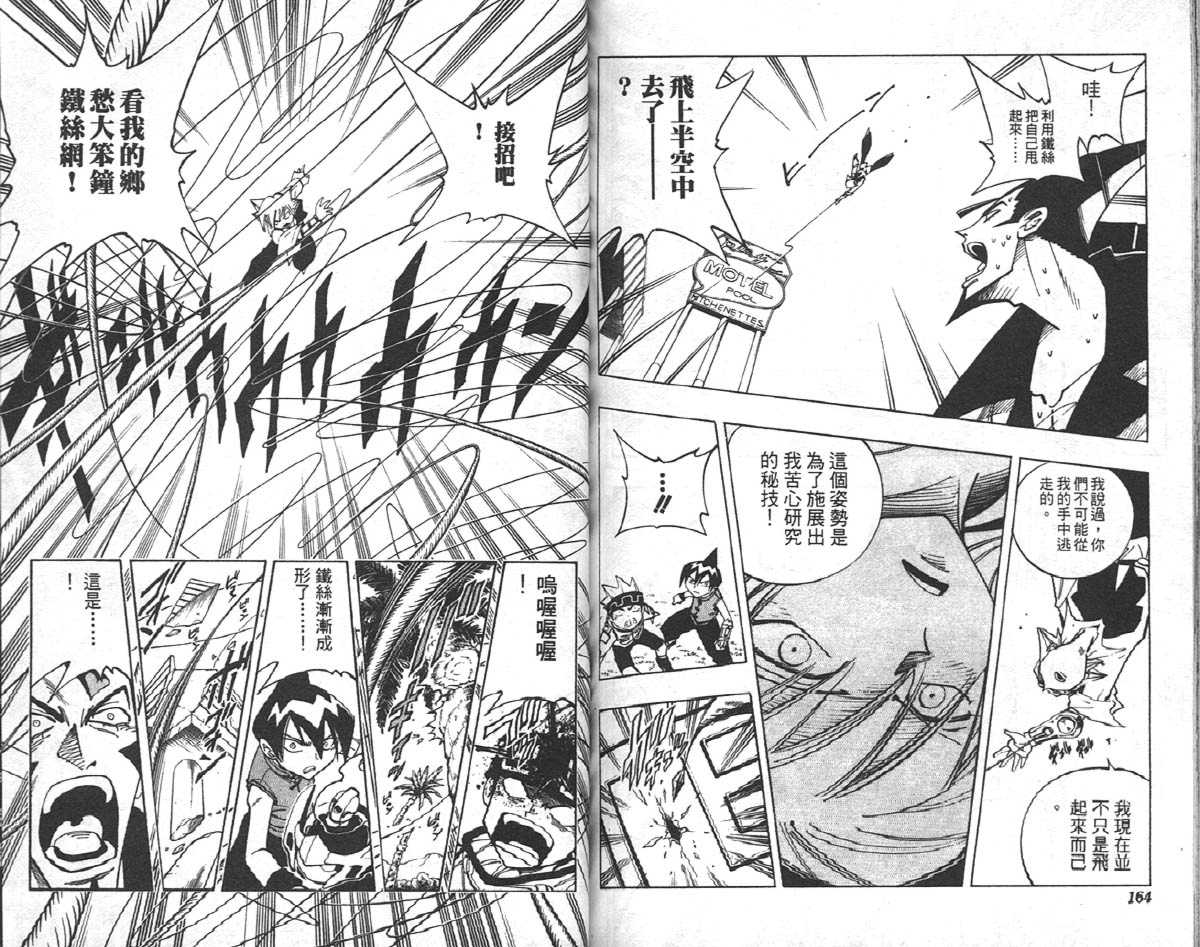 哇！
利用鐵絲
把自己甩
起來……
飛上半空中
去了——
？
MOTEL
POOL
KITCHENETTES
我說過，你
們不可能從
我的手中逃
走的。
我現在並
不只是飛
起來而已
。
這個姿勢是
為了施展出
我苦心研究
的秘技！
…!!
164
接招吧
！
看我的鄉
愁大笨鐘
鐵絲網！
嗚喔喔喔
！
鐵絲漸漸成
形了……！
這是……
！